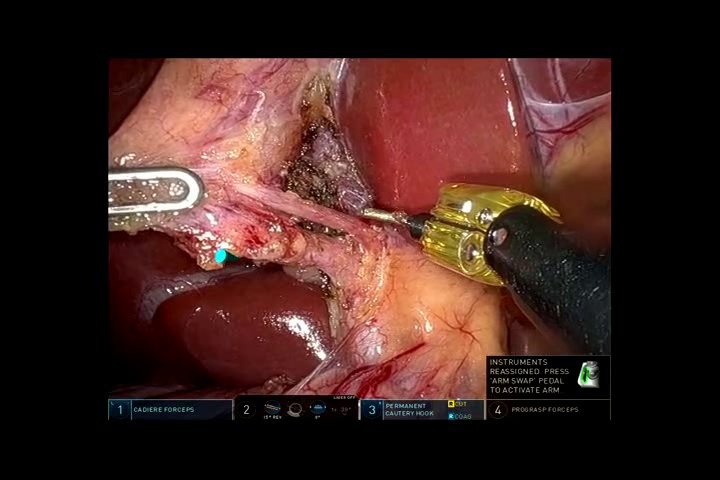 INSTRUMENTS
REASSIGNED. PRESS
'ARM SWAP' PEDAL
TO ACTIVATE ARM
1 CADIERE FORCEPS
2
3 PERMANENT
CAUTERY HOOK
CUT
COAG
4 PROGRASP FORCEPS